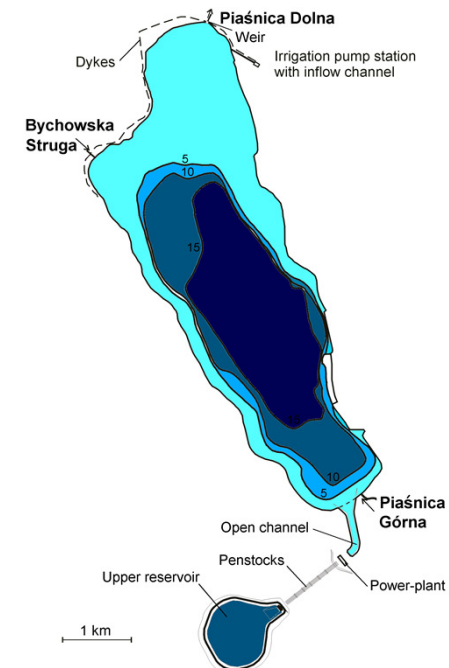 Piaśnica Dolna
Weir
Dykes
Irrigation pump station
with inflow channel
Bychowska
Struga
5
10
15
15
10
5
Piaśnica
Górna
Open channel
Penstocks
Upper reservoir
Power-plant
1 km